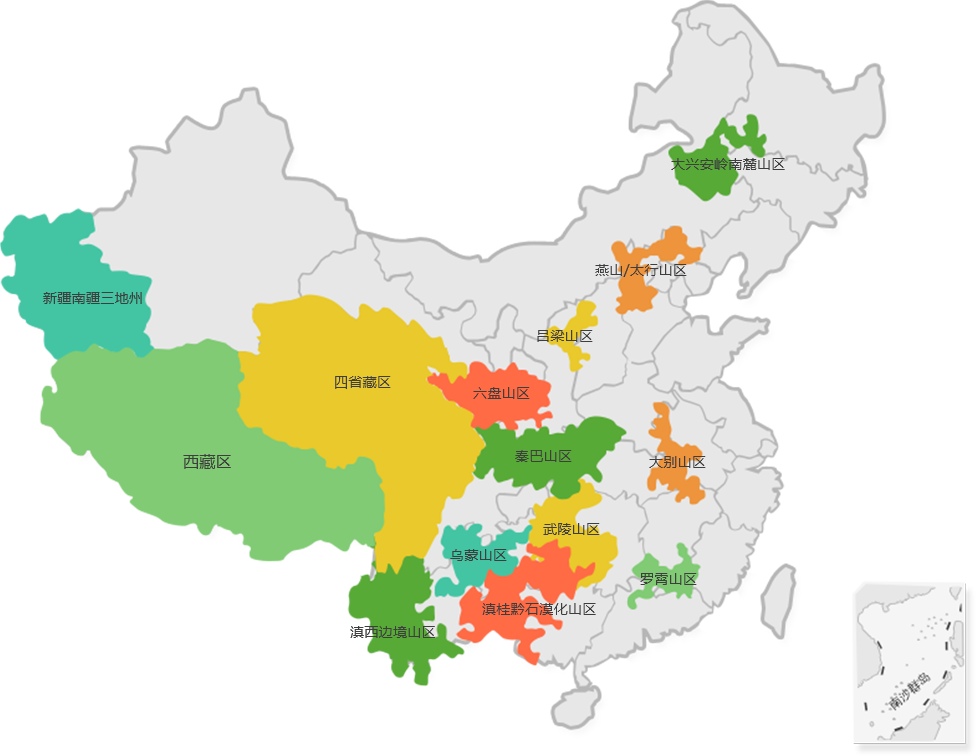 大兴安岭南麓山区
燕山/太行山区
新疆南疆三地州
吕梁山区
四省藏区
六盘山区
秦巴山区
西藏区
大别山区
武陵山区
乌蒙山区
罗霄山区
滇桂黔石漠化山区
滇西边境山区
南沙群岛